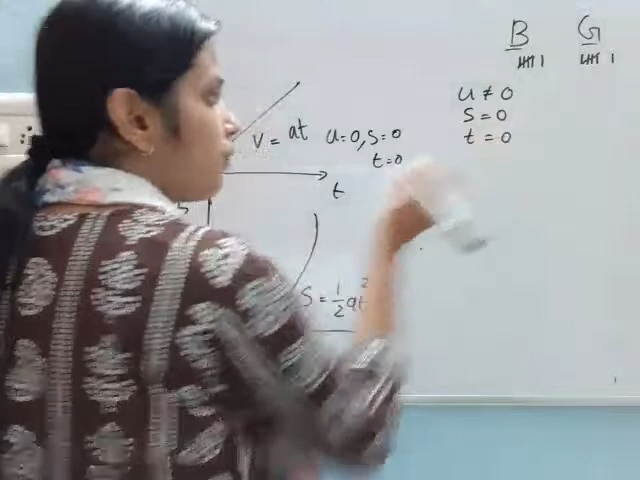 B G
𝍸 I 𝍸 I
u ≠ 0
s = 0
t = 0
v = at u=0, s=0
t=0
t
s
S = 1/2 at²